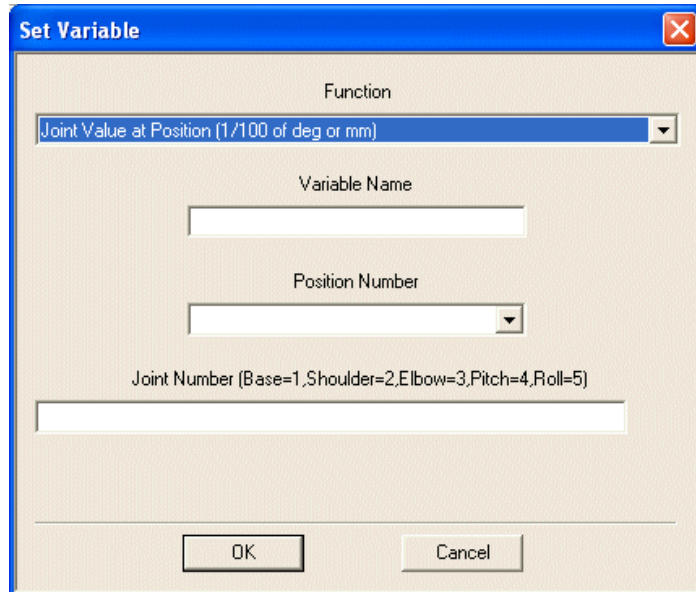 Set Variable
Function
Joint Value at Position (1/100 of deg or mm)
Variable Name
Position Number
Joint Number (Base=1,Shoulder=2,Elbow=3,Pitch=4,Roll=5)
OK
Cancel